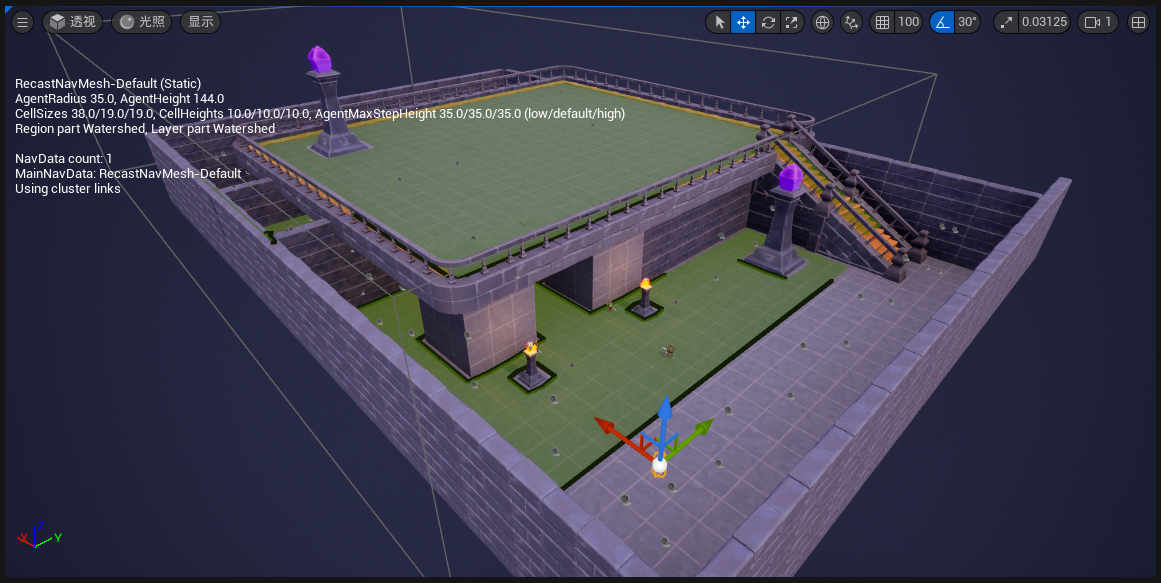 透视
光照
显示
100
30°
0.03125
1
RecastNavMesh-Default (Static)
AgentRadius 35.0, AgentHeight 144.0
CellSizes 38.0/19.0/19.0, CellHeights 10.0/10.0/10.0, AgentMaxStepHeight 35.0/35.0/35.0 (low/default/high)
Region part Watershed, Layer part Watershed
NavData count: 1
MainNavData: RecastNavMesh-Default
Using cluster links
Z
X
Y